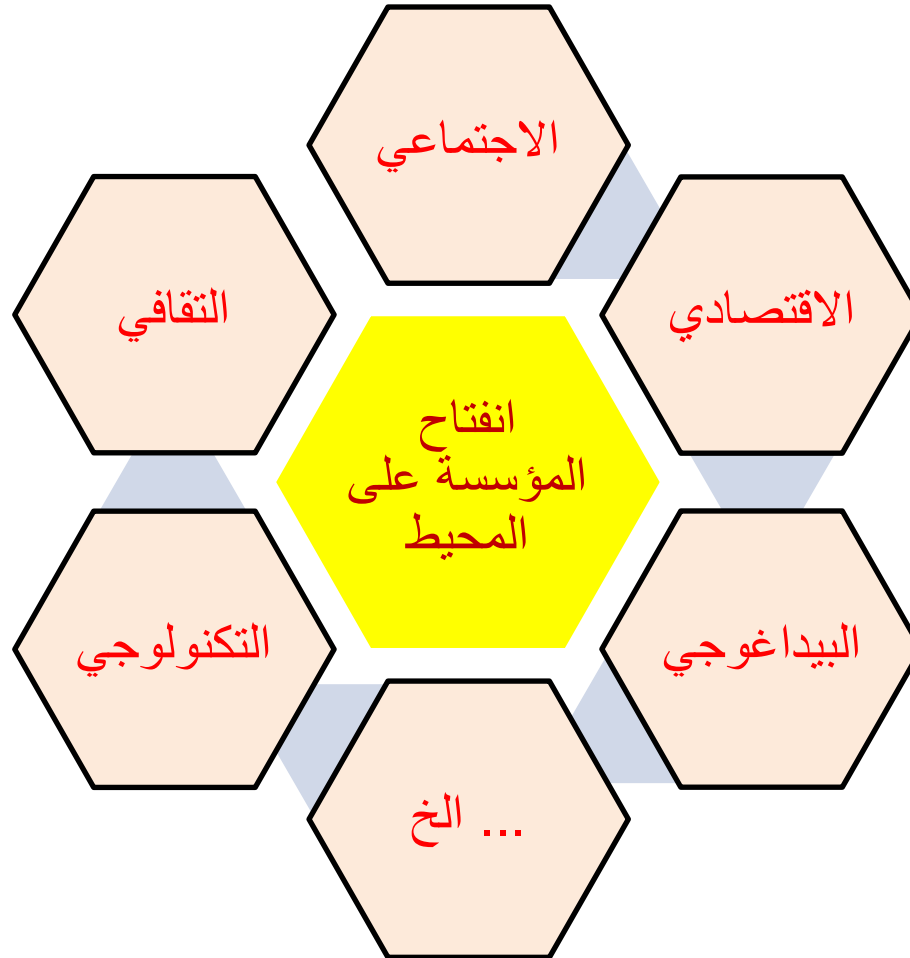 الاجتماعي
الاقتصادي
التقافي
انفتاح
المؤسسة على
المحيط
البيداغوجي
التكنولوجي
... الخ